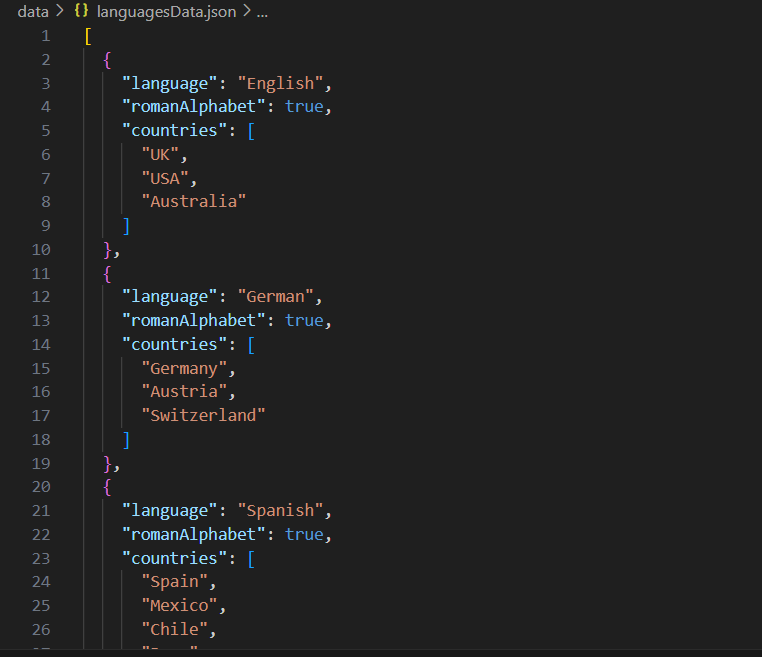 data > {} languagesData.json > ...
1 [
2 {
3 "language": "English",
4 "romanAlphabet": true,
5 "countries": [
6 "UK",
7 "USA",
8 "Australia"
9 ]
10 },
11 {
12 "language": "German",
13 "romanAlphabet": true,
14 "countries": [
15 "Germany",
16 "Austria",
17 "Switzerland"
18 ]
19 },
20 {
21 "language": "Spanish",
22 "romanAlphabet": true,
23 "countries": [
24 "Spain",
25 "Mexico",
26 "Chile",